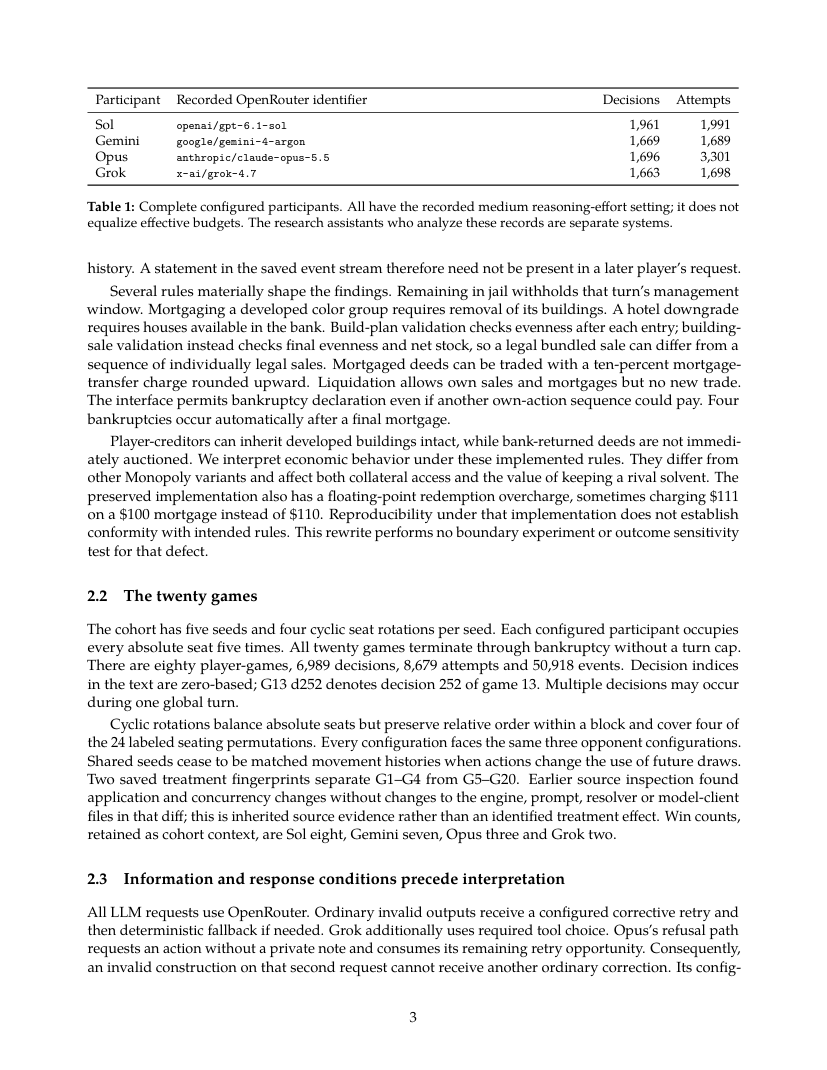 Participant Recorded OpenRouter identifier Decisions Attempts
Sol openai/gpt-6.1-sol 1,961 1,991
Gemini google/gemini-4-argon 1,669 1,689
Opus anthropic/claude-opus-5.5 1,696 3,301
Grok x-ai/grok-4.7 1,663 1,698
Table 1: Complete configured participants. All have the recorded medium reasoning-effort setting; it does not
equalize effective budgets. The research assistants who analyze these records are separate systems.
history. A statement in the saved event stream therefore need not be present in a later player's request.
Several rules materially shape the findings. Remaining in jail withholds that turn's management
window. Mortgaging a developed color group requires removal of its buildings. A hotel downgrade
requires houses available in the bank. Build-plan validation checks evenness after each entry; building-
sale validation instead checks final evenness and net stock, so a legal bundled sale can differ from a
sequence of individually legal sales. Mortgaged deeds can be traded with a ten-percent mortgage-
transfer charge rounded upward. Liquidation allows own sales and mortgages but no new trade.
The interface permits bankruptcy declaration even if another own-action sequence could pay. Four
bankruptcies occur automatically after a final mortgage.
Player-creditors can inherit developed buildings intact, while bank-returned deeds are not immedi-
ately auctioned. We interpret economic behavior under these implemented rules. They differ from
other Monopoly variants and affect both collateral access and the value of keeping a rival solvent. The
preserved implementation also has a floating-point redemption overcharge, sometimes charging $111
on a $100 mortgage instead of $110. Reproducibility under that implementation does not establish
conformity with intended rules. This rewrite performs no boundary experiment or outcome sensitivity
test for that defect.
2.2 The twenty games
The cohort has five seeds and four cyclic seat rotations per seed. Each configured participant occupies
every absolute seat five times. All twenty games terminate through bankruptcy without a turn cap.
There are eighty player-games, 6,989 decisions, 8,679 attempts and 50,918 events. Decision indices
in the text are zero-based; G13 d252 denotes decision 252 of game 13. Multiple decisions may occur
during one global turn.
Cyclic rotations balance absolute seats but preserve relative order within a block and cover four of
the 24 labeled seating permutations. Every configuration faces the same three opponent configurations.
Shared seeds cease to be matched movement histories when actions change the use of future draws.
Two saved treatment fingerprints separate G1–G4 from G5–G20. Earlier source inspection found
application and concurrency changes without changes to the engine, prompt, resolver or model-client
files in that diff; this is inherited source evidence rather than an identified treatment effect. Win counts,
retained as cohort context, are Sol eight, Gemini seven, Opus three and Grok two.
2.3 Information and response conditions precede interpretation
All LLM requests use OpenRouter. Ordinary invalid outputs receive a configured corrective retry and
then deterministic fallback if needed. Grok additionally uses required tool choice. Opus's refusal path
requests an action without a private note and consumes its remaining retry opportunity. Consequently,
an invalid construction on that second request cannot receive another ordinary correction. Its config-
3